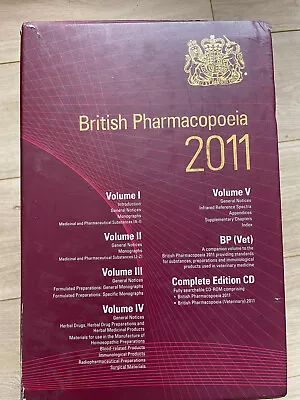 British Pharmacopoeia
2011
Volume I
Introduction
General Notices
Monographs
Medicinal and Pharmaceutical Substances (A-I)
Volume II
General Notices
Monographs
Medicinal and Pharmaceutical Substances (J-Z)
Volume III
General Notices
Formulated Preparations: General Monographs
Formulated Preparations: Specific Monographs
Volume IV
General Notices
Herbal Drugs, Herbal Drug Preparations and
Herbal Medicinal Products
Materials for use in the Manufacture of
Homoeopathic Preparations
Blood-related Products
Immunological Products
Radiopharmaceutical Preparations
Surgical Materials
Volume V
General Notices
Infrared Reference Spectra
Appendices
Supplementary Chapters
Index
BP (Vet)
A companion volume to the
British Pharmacopoeia 2011 providing standards
for substances, preparations and immunological
products used in veterinary medicine
Complete Edition CD
Fully searchable CD-ROM comprising
• British Pharmacopoeia 2011
• British Pharmacopoeia (Veterinary) 2011